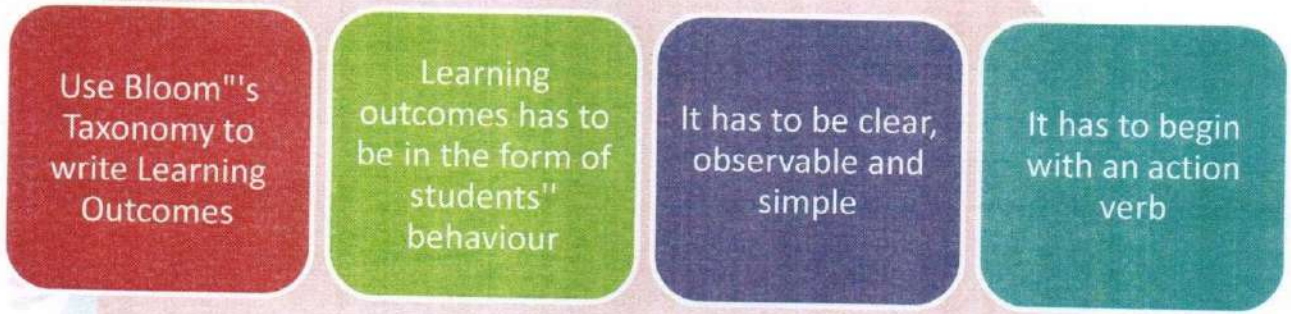 Use Bloom"'s
Taxonomy to
write Learning
Outcomes
Learning
outcomes has to
be in the form of
students"
behaviour
It has to be clear,
observable and
simple
It has to begin
with an action
verb